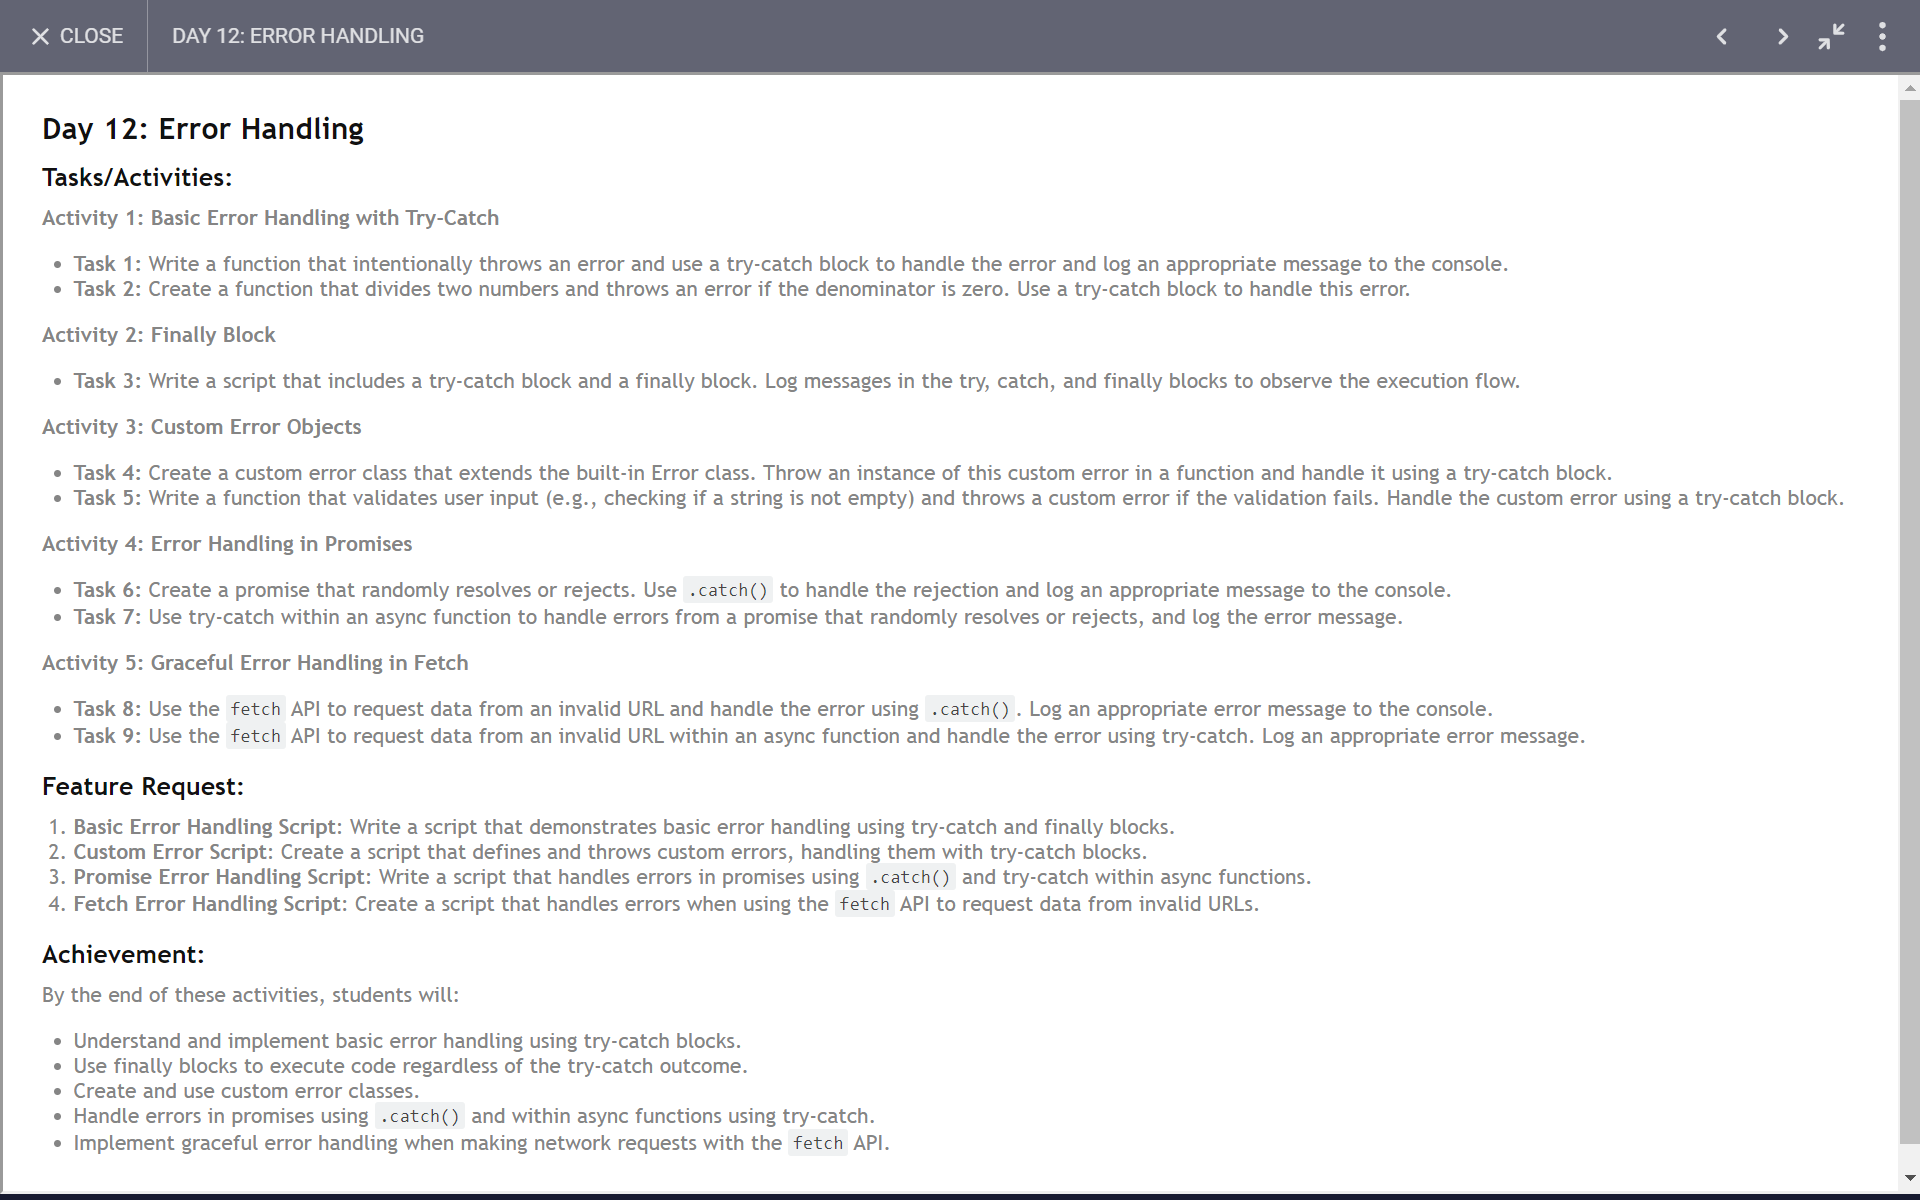 CLOSE
DAY 12: ERROR HANDLING
Day 12: Error Handling
Tasks/Activities:
Activity 1: Basic Error Handling with Try-Catch
• Task 1: Write a function that intentionally throws an error and use a try-catch block to handle the error and log an appropriate message to the console.
• Task 2: Create a function that divides two numbers and throws an error if the denominator is zero. Use a try-catch block to handle this error.
Activity 2: Finally Block
• Task 3: Write a script that includes a try-catch block and a finally block. Log messages in the try, catch, and finally blocks to observe the execution flow.
Activity 3: Custom Error Objects
• Task 4: Create a custom error class that extends the built-in Error class. Throw an instance of this custom error in a function and handle it using a try-catch block.
• Task 5: Write a function that validates user input (e.g., checking if a string is not empty) and throws a custom error if the validation fails. Handle the custom error using a try-catch block.
Activity 4: Error Handling in Promises
• Task 6: Create a promise that randomly resolves or rejects. Use .catch() to handle the rejection and log an appropriate message to the console.
• Task 7: Use try-catch within an async function to handle errors from a promise that randomly resolves or rejects, and log the error message.
Activity 5: Graceful Error Handling in Fetch
• Task 8: Use the fetch API to request data from an invalid URL and handle the error using .catch(). Log an appropriate error message to the console.
• Task 9: Use the fetch API to request data from an invalid URL within an async function and handle the error using try-catch. Log an appropriate error message.
Feature Request:
1. Basic Error Handling Script: Write a script that demonstrates basic error handling using try-catch and finally blocks.
2. Custom Error Script: Create a script that defines and throws custom errors, handling them with try-catch blocks.
3. Promise Error Handling Script: Write a script that handles errors in promises using .catch() and try-catch within async functions.
4. Fetch Error Handling Script: Create a script that handles errors when using the fetch API to request data from invalid URLs.
Achievement:
By the end of these activities, students will:
• Understand and implement basic error handling using try-catch blocks.
• Use finally blocks to execute code regardless of the try-catch outcome.
• Create and use custom error classes.
• Handle errors in promises using .catch() and within async functions using try-catch.
• Implement graceful error handling when making network requests with the fetch API.